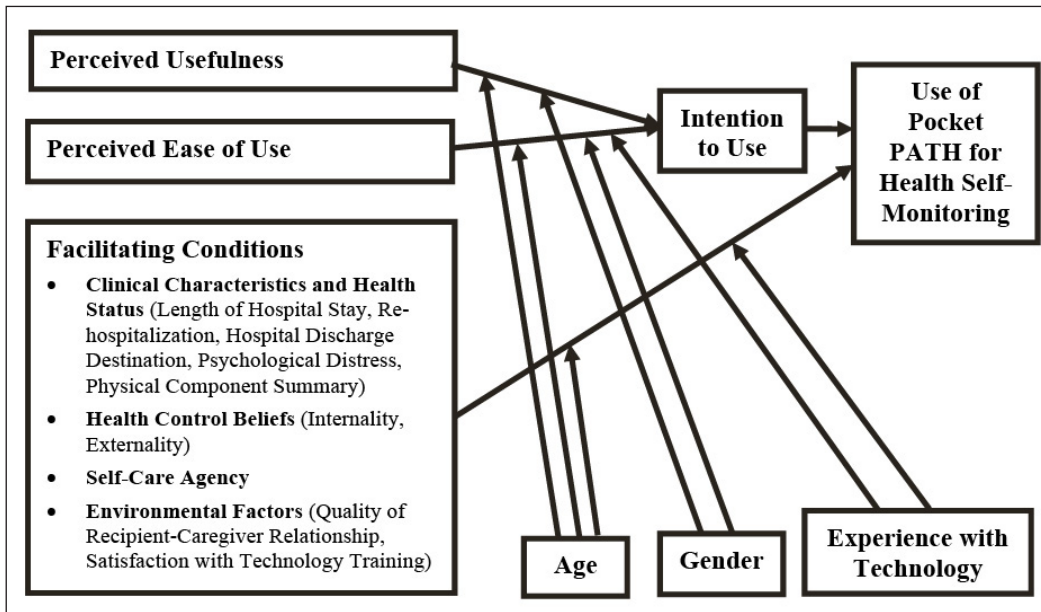 Perceived Usefulness
Perceived Ease of Use
Facilitating Conditions
• Clinical Characteristics and Health
Status (Length of Hospital Stay, Re-
hospitalization, Hospital Discharge
Destination, Psychological Distress,
Physical Component Summary)
• Health Control Beliefs (Internality,
Externality)
• Self-Care Agency
• Environmental Factors (Quality of
Recipient-Caregiver Relationship,
Satisfaction with Technology Training)
Intention
to Use
Use of
Pocket
PATH for
Health Self-
Monitoring
Age
Gender
Experience with
Technology